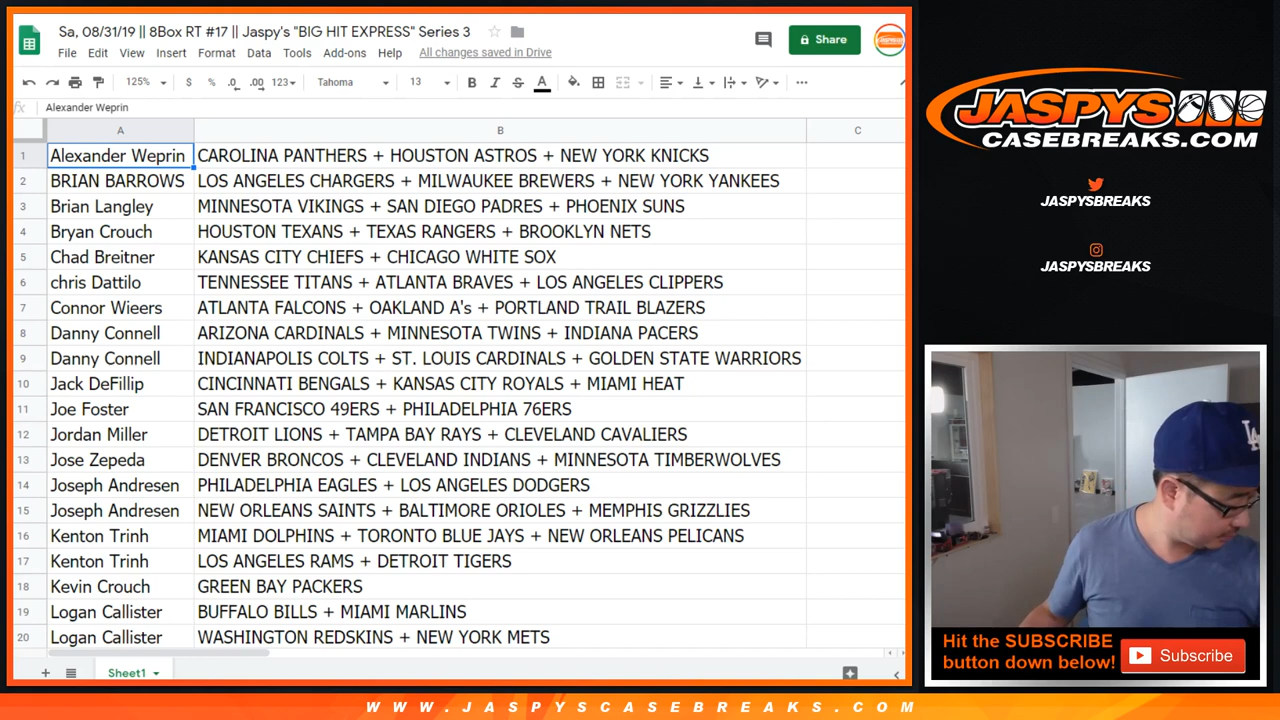 Sa, 08/31/19 || 8Box RT #17 || Jaspy's "BIG HIT EXPRESS" Series 3
File Edit View Insert Format Data Tools Add-ons Help All changes saved in Drive
Share
125% $ % .0 .00 123 Tahoma 13 B I S A
fx Alexander Weprin
A B C
1 Alexander Weprin CAROLINA PANTHERS + HOUSTON ASTROS + NEW YORK KNICKS
2 BRIAN BARROWS LOS ANGELES CHARGERS + MILWAUKEE BREWERS + NEW YORK YANKEES
3 Brian Langley MINNESOTA VIKINGS + SAN DIEGO PADRES + PHOENIX SUNS
4 Bryan Crouch HOUSTON TEXANS + TEXAS RANGERS + BROOKLYN NETS
5 Chad Breitner KANSAS CITY CHIEFS + CHICAGO WHITE SOX
6 chris Dattilo TENNESSEE TITANS + ATLANTA BRAVES + LOS ANGELES CLIPPERS
7 Connor Wieers ATLANTA FALCONS + OAKLAND A's + PORTLAND TRAIL BLAZERS
8 Danny Connell ARIZONA CARDINALS + MINNESOTA TWINS + INDIANA PACERS
9 Danny Connell INDIANAPOLIS COLTS + ST. LOUIS CARDINALS + GOLDEN STATE WARRIORS
10 Jack DeFillip CINCINNATI BENGALS + KANSAS CITY ROYALS + MIAMI HEAT
11 Joe Foster SAN FRANCISCO 49ERS + PHILADELPHIA 76ERS
12 Jordan Miller DETROIT LIONS + TAMPA BAY RAYS + CLEVELAND CAVALIERS
13 Jose Zepeda DENVER BRONCOS + CLEVELAND INDIANS + MINNESOTA TIMBERWOLVES
14 Joseph Andresen PHILADELPHIA EAGLES + LOS ANGELES DODGERS
15 Joseph Andresen NEW ORLEANS SAINTS + BALTIMORE ORIOLES + MEMPHIS GRIZZLIES
16 Kenton Trinh MIAMI DOLPHINS + TORONTO BLUE JAYS + NEW ORLEANS PELICANS
17 Kenton Trinh LOS ANGELES RAMS + DETROIT TIGERS
18 Kevin Crouch GREEN BAY PACKERS
19 Logan Callister BUFFALO BILLS + MIAMI MARLINS
20 Logan Callister WASHINGTON REDSKINS + NEW YORK METS
Sheet1
JASPYS
CASEBREAKS.COM
JASPYSBREAKS
JASPYSBREAKS
LA
Hit the SUBSCRIBE
button down below!
Subscribe
WWW.JASPYSCASEBREAKS.COM